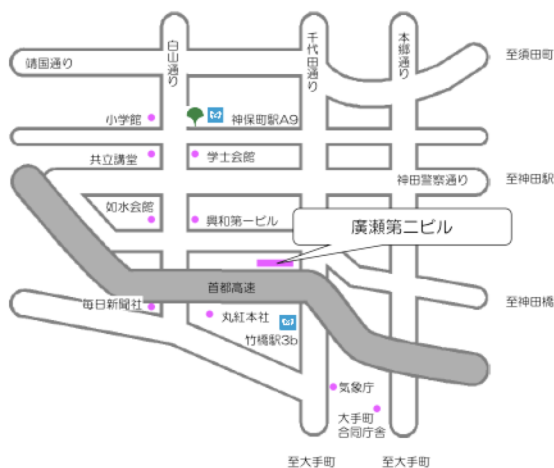 白山通り
千代田通り
本郷通り
靖国通り
至須田町
小学館
神保町駅A9
共立講堂
学士会館
神田警察通り
至神田駅
如水会館
興和第一ビル
廣瀬第二ビル
首都高速
毎日新聞社
丸紅本社
竹橋駅3b
至神田橋
気象庁
大手町
合同庁舎
至大手町
至大手町